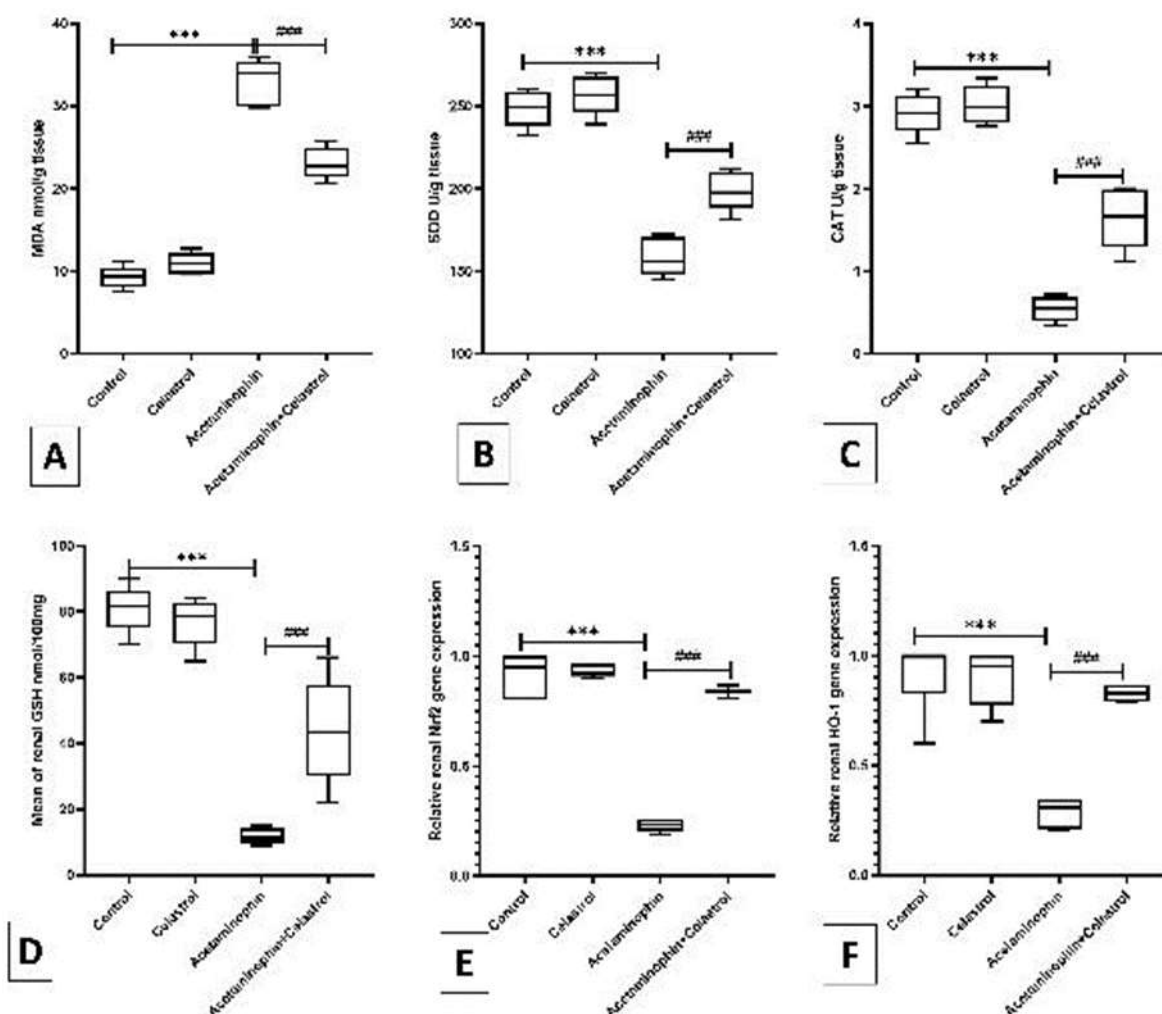 40
30
20
10
0
MDA nmol/g tissue
***
###
Control
Celastrol
Acetaminophin
Acetaminophin+Celastrol
A
300
250
200
150
100
SOD U/g tissue
***
###
Control
Celastrol
Acetaminophin
Acetaminophin+Celastrol
B
4
3
2
1
0
CAT U/g tissue
***
###
Control
Celastrol
Acetaminophin
Acetaminophin+Celastrol
C
100
80
60
40
20
0
Mean of renal GSH nmol/100mg
***
###
Control
Celastrol
Acetaminophin
Acetaminophin+Celastrol
D
1.5
1.0
0.5
0.0
Relative renal Nrf2 gene expression
***
###
Control
Celastrol
Acetaminophin
Acetaminophin+Celastrol
E
1.5
1.0
0.5
0.0
Relative renal HO-1 gene expression
***
###
Control
Celastrol
Acetaminophin
Acetaminophin+Celastrol
F